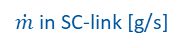 ṁ in SC-link [g/s]